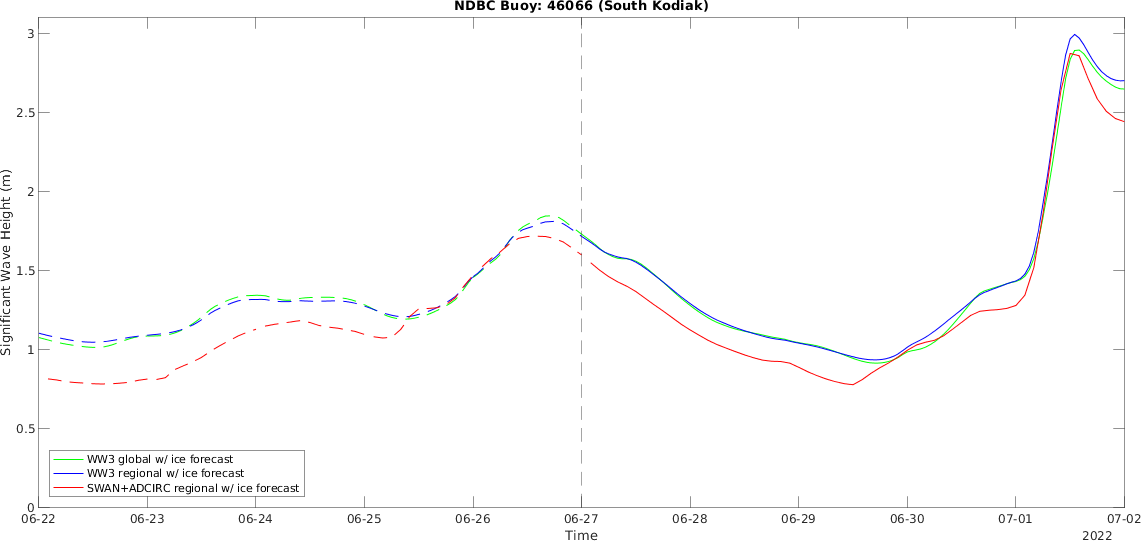 NDBC Buoy: 46066 (South Kodiak)
3
2.5
2
1.5
1
0.5
0
Significant Wave Height (m)
WW3 global w/ ice forecast
WW3 regional w/ ice forecast
SWAN+ADCIRC regional w/ ice forecast
06-22 06-23 06-24 06-25 06-26 06-27 06-28 06-29 06-30 07-01 07-02
Time
2022